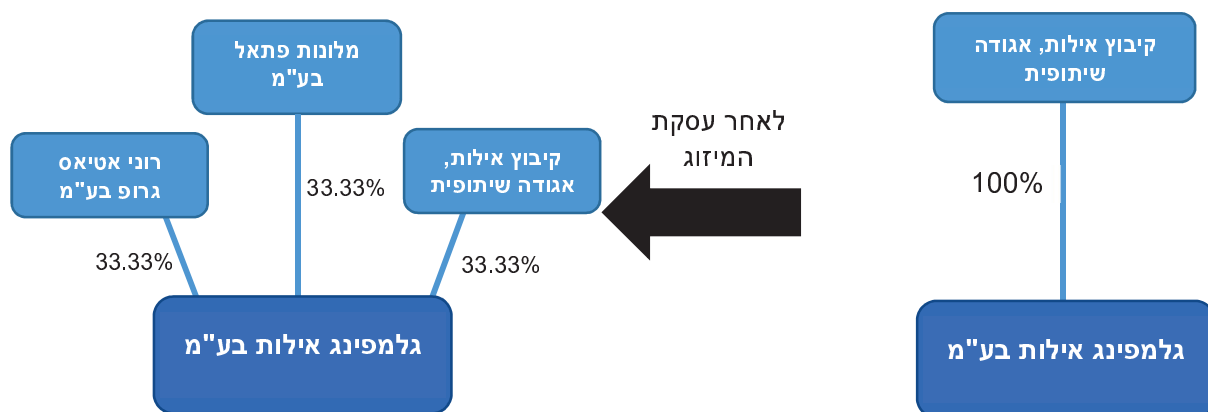 קיבוץ אילות, אגודה
שיתופית
100%
גלמפינג אילות בע"מ
לאחר עסקת
המיזוג
מלונות פתאל
בע"מ
קיבוץ אילות,
אגודה שיתופית
רוני אטיאס
גרופ בע"מ
33.33%
33.33%
33.33%
גלמפינג אילות בע"מ